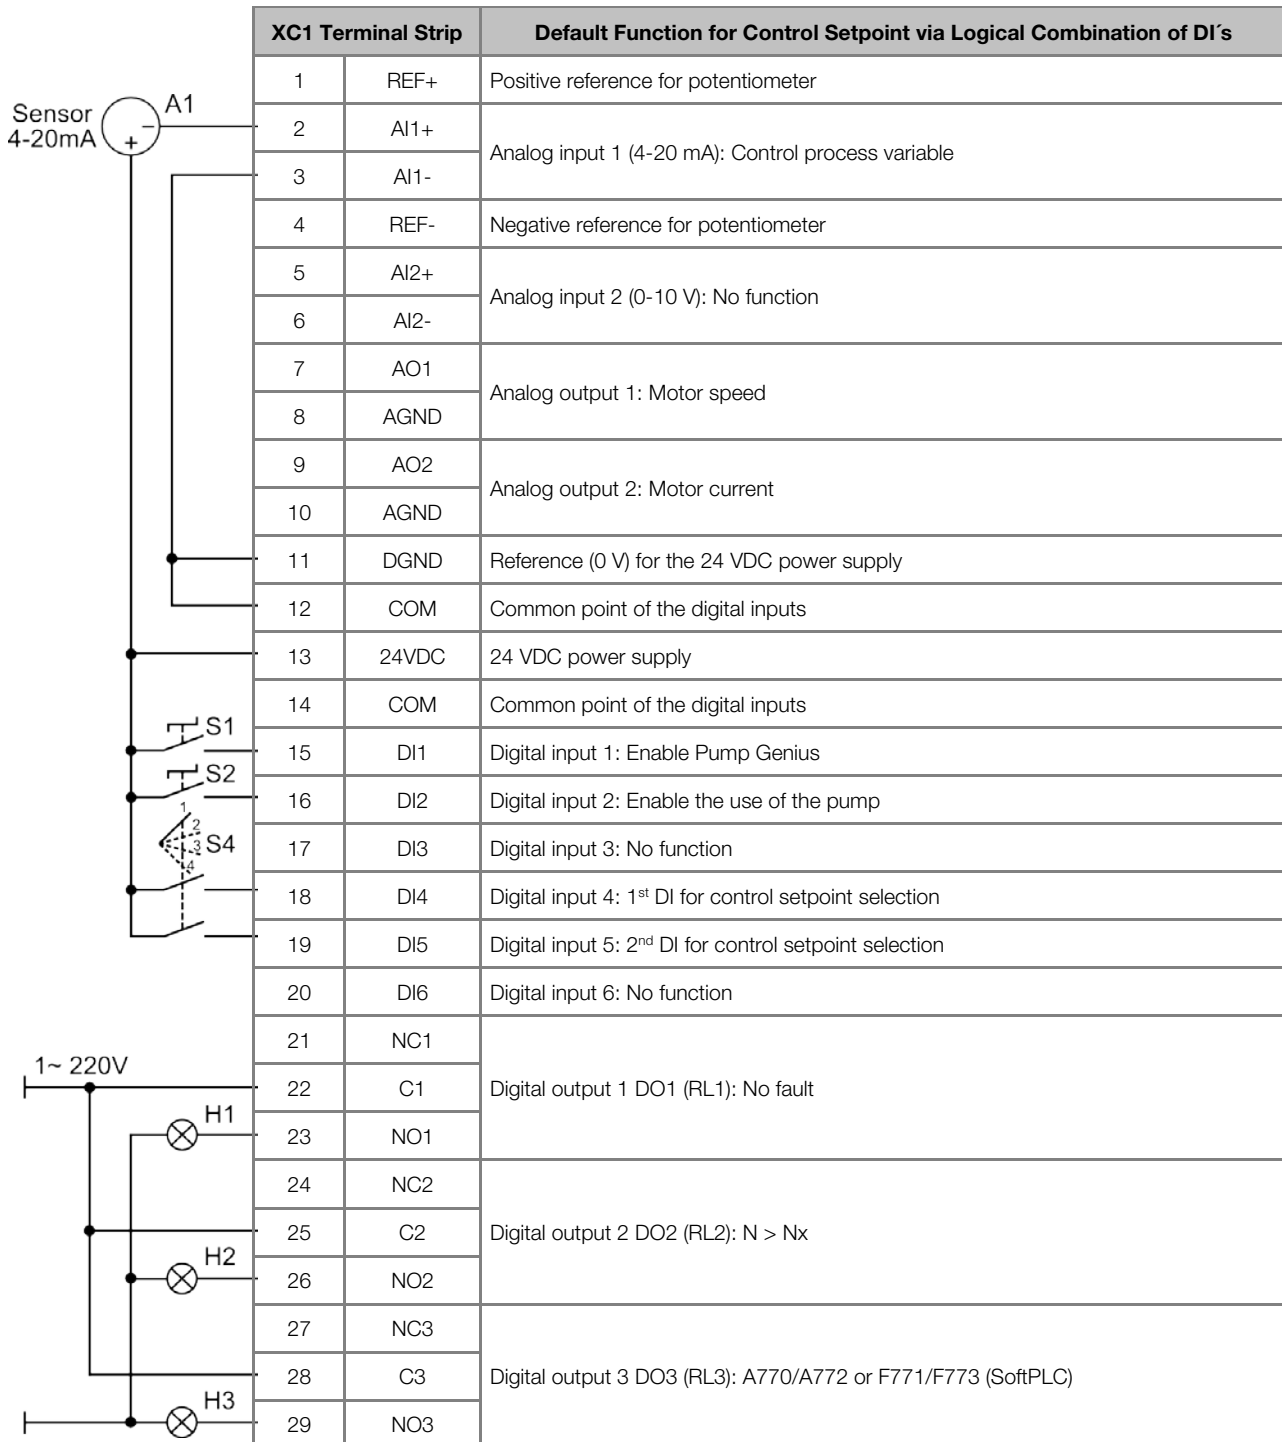 XC1 Terminal Strip Default Function for Control Setpoint via Logical Combination of DI´s
1 REF+ Positive reference for potentiometer
Sensor 4-20mA + − A1
2 AI1+ Analog input 1 (4-20 mA): Control process variable
3 AI1-
4 REF- Negative reference for potentiometer
5 AI2+ Analog input 2 (0-10 V): No function
6 AI2-
7 AO1 Analog output 1: Motor speed
8 AGND
9 AO2 Analog output 2: Motor current
10 AGND
11 DGND Reference (0 V) for the 24 VDC power supply
12 COM Common point of the digital inputs
13 24VDC 24 VDC power supply
14 COM Common point of the digital inputs
S1 15 DI1 Digital input 1: Enable Pump Genius
S2 16 DI2 Digital input 2: Enable the use of the pump
1 2 3 4 S4 17 DI3 Digital input 3: No function
18 DI4 Digital input 4: 1st DI for control setpoint selection
19 DI5 Digital input 5: 2nd DI for control setpoint selection
20 DI6 Digital input 6: No function
21 NC1
1~ 220V
22 C1 Digital output 1 DO1 (RL1): No fault
H1 23 NO1
24 NC2
25 C2 Digital output 2 DO2 (RL2): N > Nx
H2 26 NO2
27 NC3
28 C3 Digital output 3 DO3 (RL3): A770/A772 or F771/F773 (SoftPLC)
H3 29 NO3